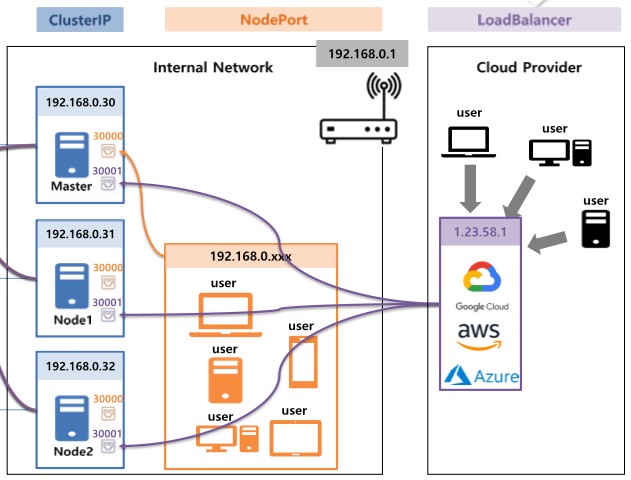 ClusterIP
NodePort
LoadBalancer
192.168.0.1
Internal Network
Cloud Provider
192.168.0.30
30000
30001
Master
192.168.0.31
30000
30001
Node1
192.168.0.32
30000
30001
Node2
192.168.0.xxx
user
user
user
user
user
user
user
user
1.23.58.1
Google Cloud
aws
Azure